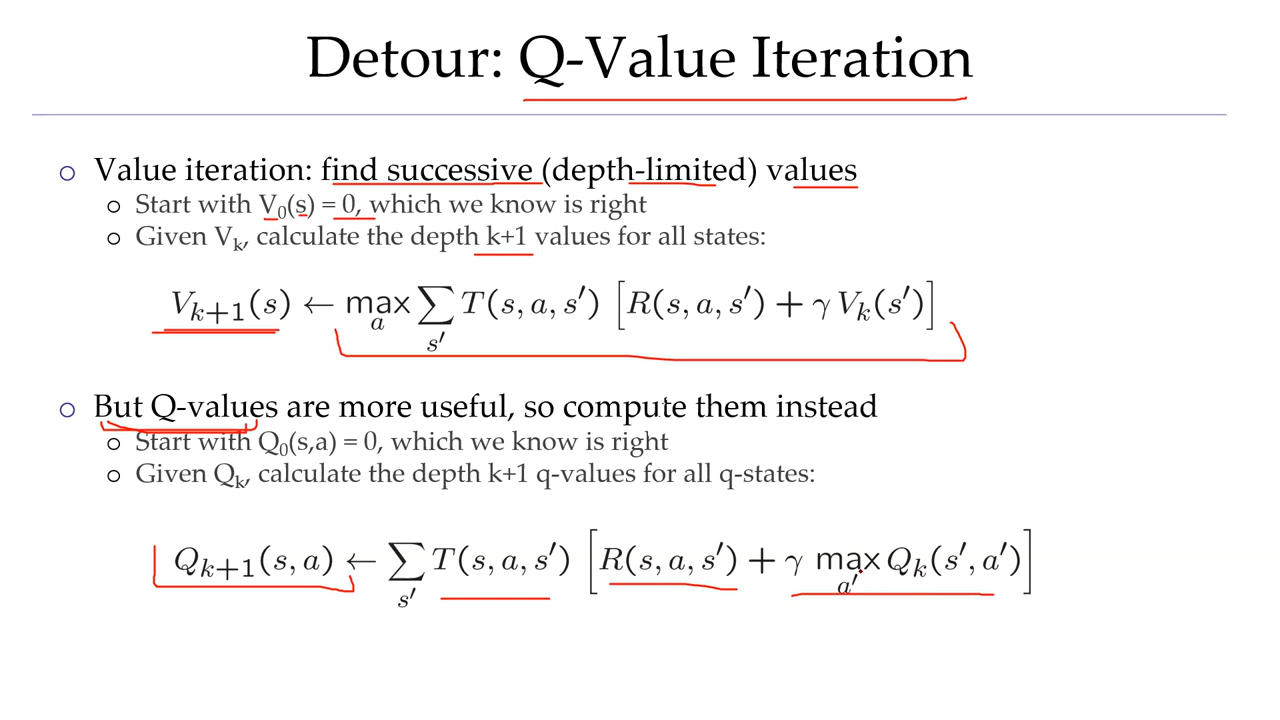 Detour: Q-Value Iteration
○ Value iteration: find successive (depth-limited) values
○ Start with V₀(s) = 0, which we know is right
○ Given Vₖ, calculate the depth k+1 values for all states:
Vₖ₊₁(s) ← max_a ∑_{s′} T(s, a, s′) [R(s, a, s′) + γ Vₖ(s′)]
○ But Q-values are more useful, so compute them instead
○ Start with Q₀(s,a) = 0, which we know is right
○ Given Qₖ, calculate the depth k+1 q-values for all q-states:
Qₖ₊₁(s, a) ← ∑_{s′} T(s, a, s′) [R(s, a, s′) + γ max_{a′} Qₖ(s′, a′)]